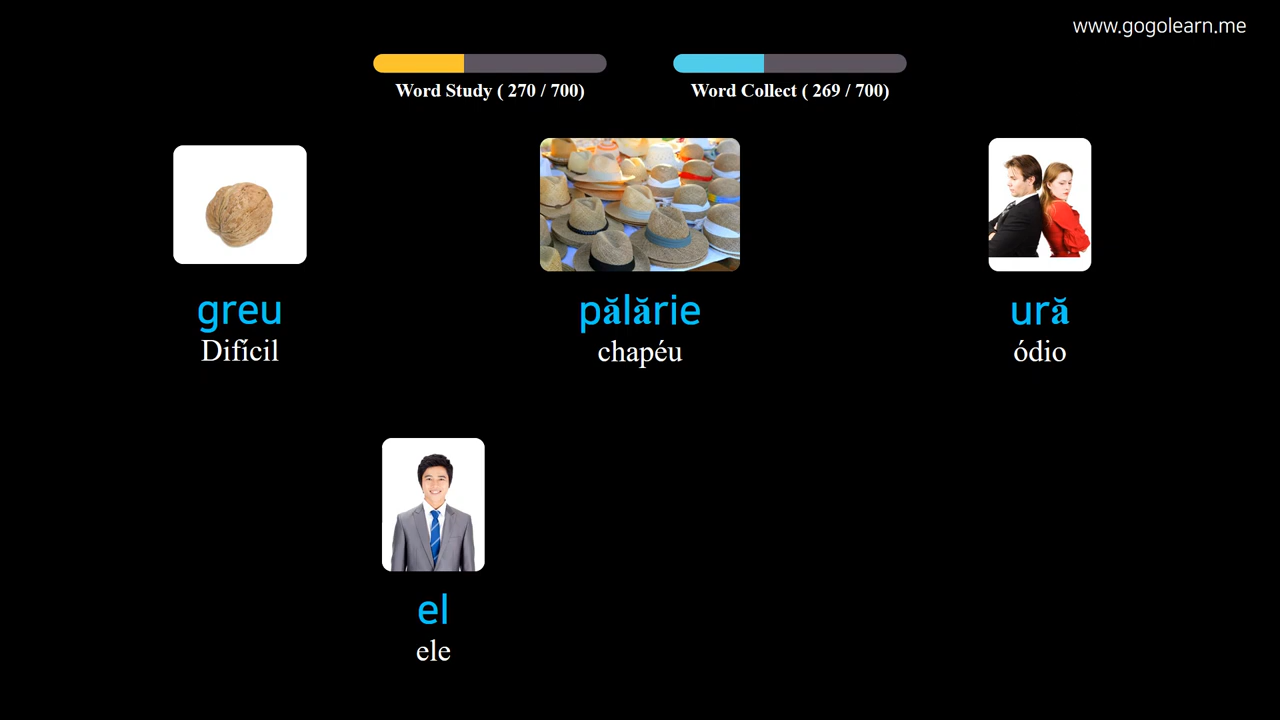 www.gogolearn.me
Word Study ( 270 / 700)
Word Collect ( 269 / 700)
greu
Difícil
pălărie
chapéu
ură
ódio
el
ele